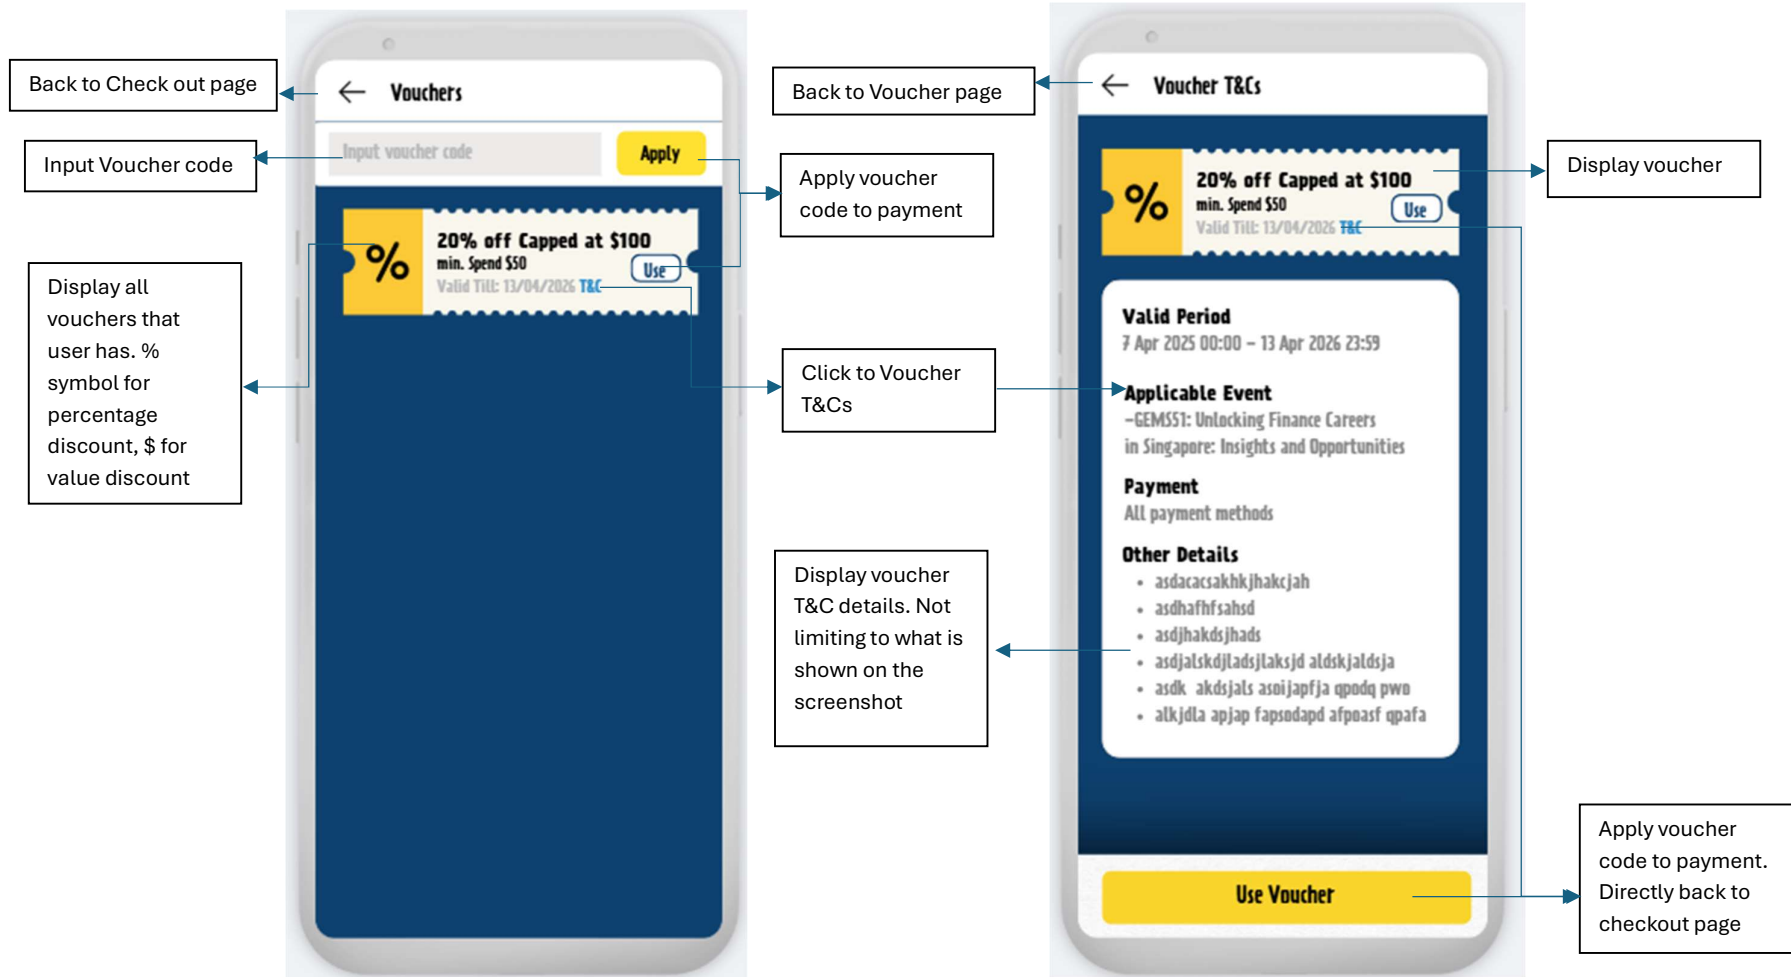 Back to Check out page
Input Voucher code
Display all
vouchers that
user has. %
symbol for
percentage
discount, $ for
value discount
Vouchers
Input voucher code
Apply
%
20% off Capped at $100
min. Spend $50
Use
Valid Till: 13/04/2026 T&C
Back to Voucher page
Apply voucher
code to payment
Click to Voucher
T&Cs
Display voucher
T&C details. Not
limiting to what is
shown on the
screenshot
Voucher T&Cs
%
20% off Capped at $100
min. Spend $50
Use
Valid Till: 13/04/2026 T&C
Valid Period
7 Apr 2025 00:00 – 13 Apr 2026 23:59
Applicable Event
–GEMS51: Unlocking Finance Careers
in Singapore: Insights and Opportunities
Payment
All payment methods
Other Details
• asdacacsakhkjhakcjah
• asdhafhfsahsd
• asdjhakdsjhads
• asdjalskdjladsjlaksjd aldskjaldsja
• asdk akdsjals asoijapfja qpodq pwo
• alkjdla apjap fapsodapd afpoasf qpafa
Use Voucher
Display voucher
Apply voucher
code to payment.
Directly back to
checkout page